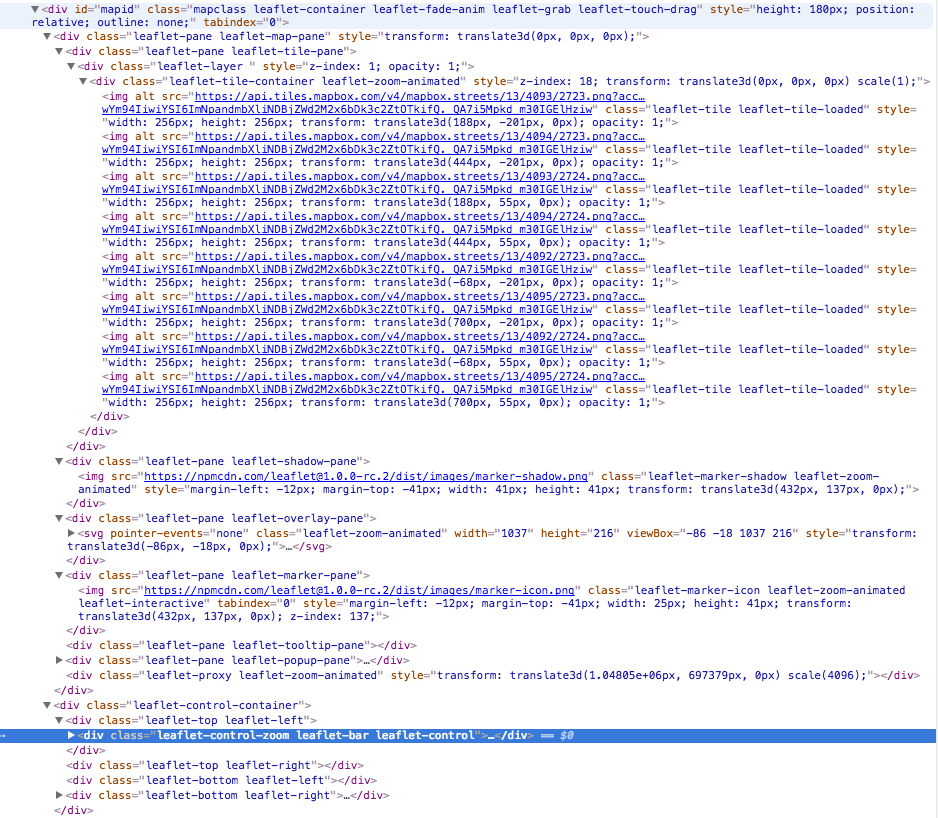 ▼<div id="mapid" class="mapclass leaflet-container leaflet-fade-anim leaflet-grab leaflet-touch-drag" style="height: 180px; position:
relative; outline: none;" tabindex="0">
▼<div class="leaflet-pane leaflet-map-pane" style="transform: translate3d(0px, 0px, 0px);">
▼<div class="leaflet-pane leaflet-tile-pane">
▼<div class="leaflet-layer " style="z-index: 1; opacity: 1;">
▼<div class="leaflet-tile-container leaflet-zoom-animated" style="z-index: 18; transform: translate3d(0px, 0px, 0px) scale(1);">
<img alt src="https://api.tiles.mapbox.com/v4/mapbox.streets/13/4093/2723.png?acc…
wYm94IiwiYSI6ImNpandmbXliNDBjZWd2M2x6bDk3c2ZtOTkifQ._QA7i5Mpkd_m30IGElHziw" class="leaflet-tile leaflet-tile-loaded" style=
"width: 256px; height: 256px; transform: translate3d(188px, -201px, 0px); opacity: 1;">
<img alt src="https://api.tiles.mapbox.com/v4/mapbox.streets/13/4094/2723.png?acc…
wYm94IiwiYSI6ImNpandmbXliNDBjZWd2M2x6bDk3c2ZtOTkifQ._QA7i5Mpkd_m30IGElHziw" class="leaflet-tile leaflet-tile-loaded" style=
"width: 256px; height: 256px; transform: translate3d(444px, -201px, 0px); opacity: 1;">
<img alt src="https://api.tiles.mapbox.com/v4/mapbox.streets/13/4093/2724.png?acc…
wYm94IiwiYSI6ImNpandmbXliNDBjZWd2M2x6bDk3c2ZtOTkifQ._QA7i5Mpkd_m30IGElHziw" class="leaflet-tile leaflet-tile-loaded" style=
"width: 256px; height: 256px; transform: translate3d(188px, 55px, 0px); opacity: 1;">
<img alt src="https://api.tiles.mapbox.com/v4/mapbox.streets/13/4094/2724.png?acc…
wYm94IiwiYSI6ImNpandmbXliNDBjZWd2M2x6bDk3c2ZtOTkifQ._QA7i5Mpkd_m30IGElHziw" class="leaflet-tile leaflet-tile-loaded" style=
"width: 256px; height: 256px; transform: translate3d(444px, 55px, 0px); opacity: 1;">
<img alt src="https://api.tiles.mapbox.com/v4/mapbox.streets/13/4092/2723.png?acc…
wYm94IiwiYSI6ImNpandmbXliNDBjZWd2M2x6bDk3c2ZtOTkifQ._QA7i5Mpkd_m30IGElHziw" class="leaflet-tile leaflet-tile-loaded" style=
"width: 256px; height: 256px; transform: translate3d(-68px, -201px, 0px); opacity: 1;">
<img alt src="https://api.tiles.mapbox.com/v4/mapbox.streets/13/4095/2723.png?acc…
wYm94IiwiYSI6ImNpandmbXliNDBjZWd2M2x6bDk3c2ZtOTkifQ._QA7i5Mpkd_m30IGElHziw" class="leaflet-tile leaflet-tile-loaded" style=
"width: 256px; height: 256px; transform: translate3d(700px, -201px, 0px); opacity: 1;">
<img alt src="https://api.tiles.mapbox.com/v4/mapbox.streets/13/4092/2724.png?acc…
wYm94IiwiYSI6ImNpandmbXliNDBjZWd2M2x6bDk3c2ZtOTkifQ._QA7i5Mpkd_m30IGElHziw" class="leaflet-tile leaflet-tile-loaded" style=
"width: 256px; height: 256px; transform: translate3d(-68px, 55px, 0px); opacity: 1;">
<img alt src="https://api.tiles.mapbox.com/v4/mapbox.streets/13/4095/2724.png?acc…
wYm94IiwiYSI6ImNpandmbXliNDBjZWd2M2x6bDk3c2ZtOTkifQ._QA7i5Mpkd_m30IGElHziw" class="leaflet-tile leaflet-tile-loaded" style=
"width: 256px; height: 256px; transform: translate3d(700px, 55px, 0px); opacity: 1;">
</div>
</div>
</div>
▼<div class="leaflet-pane leaflet-shadow-pane">
<img src="https://npmcdn.com/leaflet@1.0.0-rc.2/dist/images/marker-shadow.png" class="leaflet-marker-shadow leaflet-zoom-
animated" style="margin-left: -12px; margin-top: -41px; width: 41px; height: 41px; transform: translate3d(432px, 137px, 0px);">
</div>
▼<div class="leaflet-pane leaflet-overlay-pane">
▶<svg pointer-events="none" class="leaflet-zoom-animated" width="1037" height="216" viewBox="-86 -18 1037 216" style="transform:
translate3d(-86px, -18px, 0px);">…</svg>
</div>
▼<div class="leaflet-pane leaflet-marker-pane">
<img src="https://npmcdn.com/leaflet@1.0.0-rc.2/dist/images/marker-icon.png" class="leaflet-marker-icon leaflet-zoom-animated
leaflet-interactive" tabindex="0" style="margin-left: -12px; margin-top: -41px; width: 25px; height: 41px; transform:
translate3d(432px, 137px, 0px); z-index: 137;">
</div>
<div class="leaflet-pane leaflet-tooltip-pane"></div>
▶<div class="leaflet-pane leaflet-popup-pane">…</div>
<div class="leaflet-proxy leaflet-zoom-animated" style="transform: translate3d(1.04805e+06px, 697379px, 0px) scale(4096);"></div>
</div>
▼<div class="leaflet-control-container">
▼<div class="leaflet-top leaflet-left">
▶<div class="leaflet-control-zoom leaflet-bar leaflet-control">…</div> == $0
</div>
<div class="leaflet-top leaflet-right"></div>
<div class="leaflet-bottom leaflet-left"></div>
▶<div class="leaflet-bottom leaflet-right">…</div>
</div>